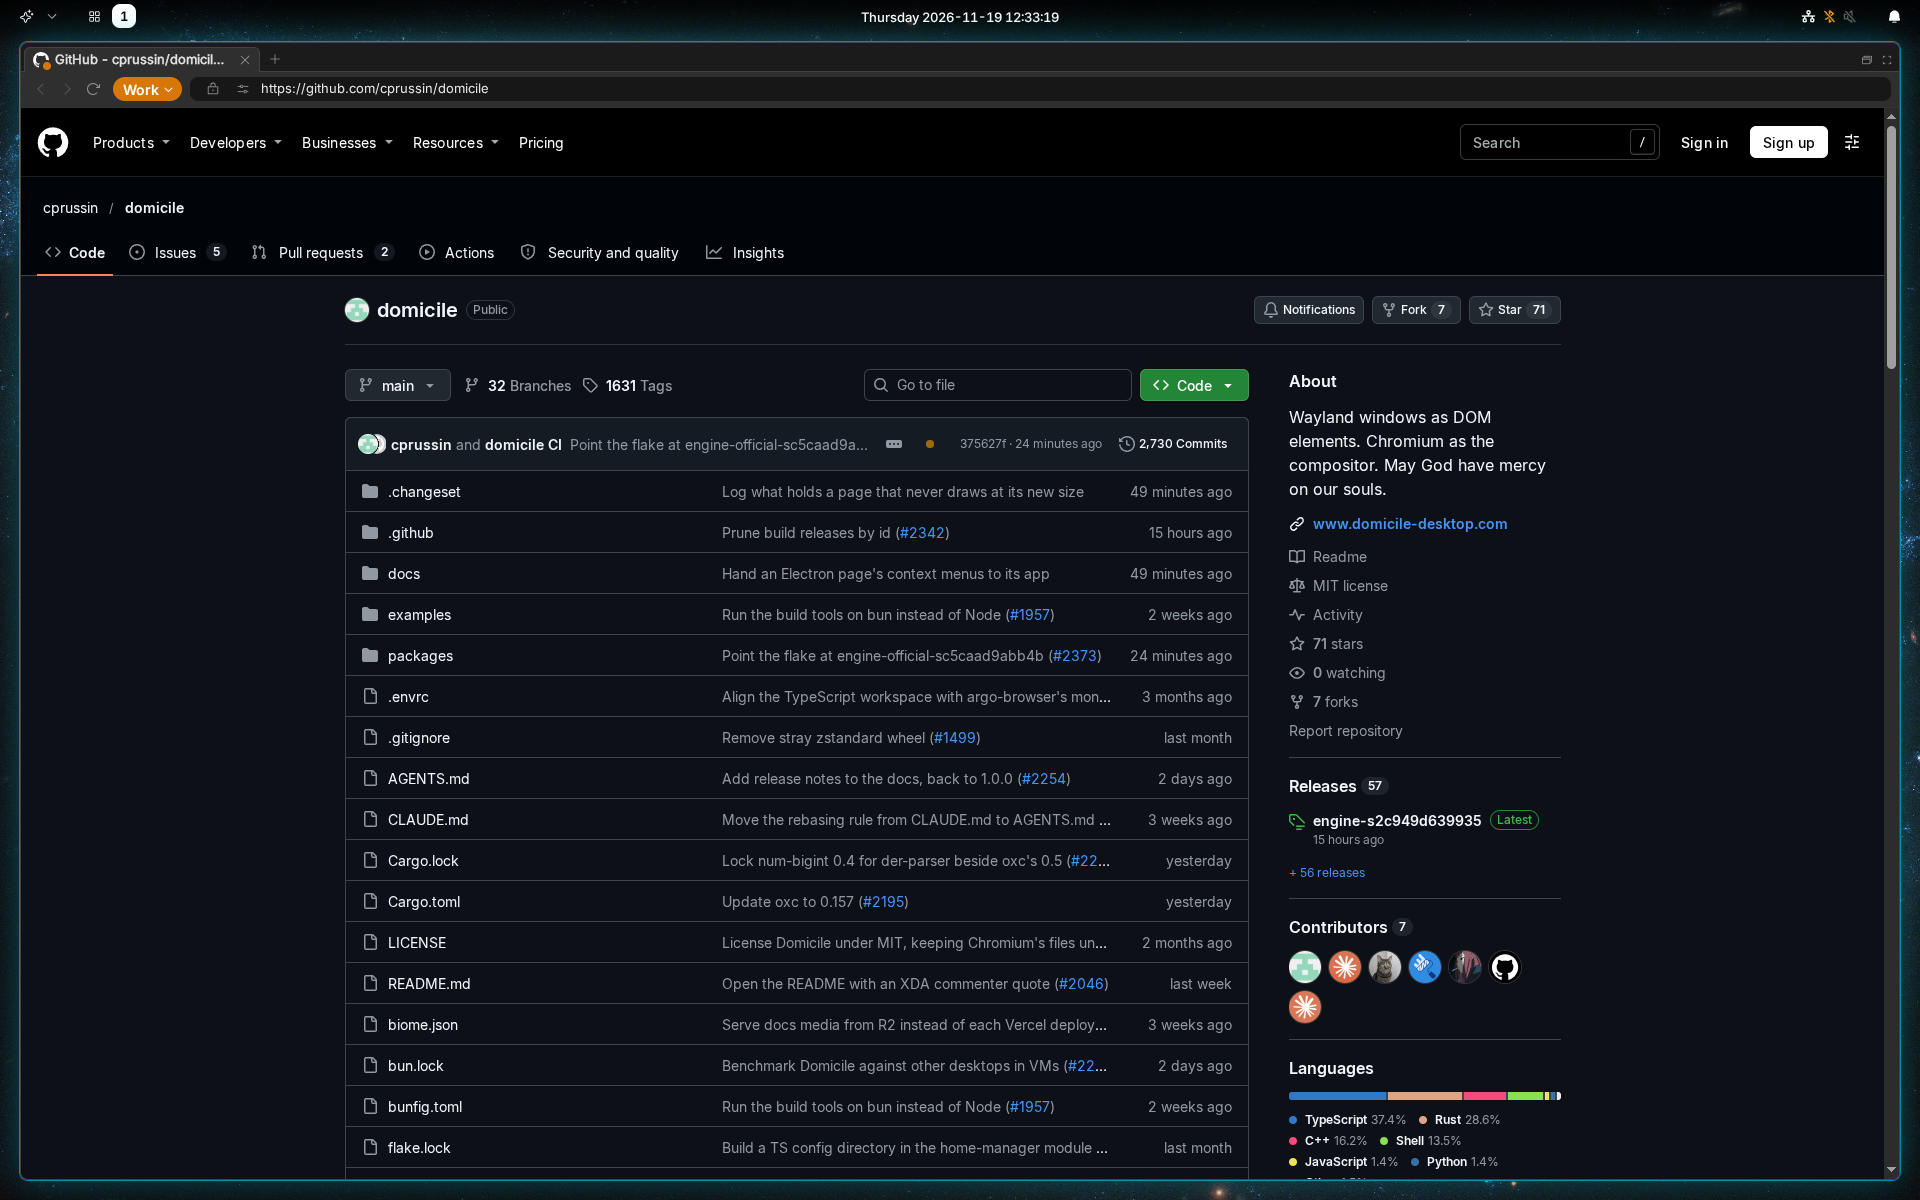 1
Thursday 2026-11-19 12:33:19
GitHub - cprussin/domicil...
Work
https://github.com/cprussin/domicile
Products Developers Businesses Resources Pricing
Search /
Sign in
Sign up
cprussin / domicile
Code
Issues 5
Pull requests 2
Actions
Security and quality
Insights
domicile Public
Notifications
Fork 7
Star 71
main
32 Branches
1631 Tags
Go to file
Code
cprussin and domicile CI Point the flake at engine-official-sc5caad9a... 375627f · 24 minutes ago 2,730 Commits
.changeset Log what holds a page that never draws at its new size 49 minutes ago
.github Prune build releases by id (#2342) 15 hours ago
docs Hand an Electron page's context menus to its app 49 minutes ago
examples Run the build tools on bun instead of Node (#1957) 2 weeks ago
packages Point the flake at engine-official-sc5caad9abb4b (#2373) 24 minutes ago
.envrc Align the TypeScript workspace with argo-browser's mon... 3 months ago
.gitignore Remove stray zstandard wheel (#1499) last month
AGENTS.md Add release notes to the docs, back to 1.0.0 (#2254) 2 days ago
CLAUDE.md Move the rebasing rule from CLAUDE.md to AGENTS.md ... 3 weeks ago
Cargo.lock Lock num-bigint 0.4 for der-parser beside oxc's 0.5 (#22... yesterday
Cargo.toml Update oxc to 0.157 (#2195) yesterday
LICENSE License Domicile under MIT, keeping Chromium's files un... 2 months ago
README.md Open the README with an XDA commenter quote (#2046) last week
biome.json Serve docs media from R2 instead of each Vercel deploy... 3 weeks ago
bun.lock Benchmark Domicile against other desktops in VMs (#22... 2 days ago
bunfig.toml Run the build tools on bun instead of Node (#1957) 2 weeks ago
flake.lock Build a TS config directory in the home-manager module ... last month
About
Wayland windows as DOM
elements. Chromium as the
compositor. May God have mercy
on our souls.
www.domicile-desktop.com
Readme
MIT license
Activity
71 stars
0 watching
7 forks
Report repository
Releases 57
engine-s2c949d639935 Latest
15 hours ago
+ 56 releases
Contributors 7
Languages
TypeScript 37.4% Rust 28.6%
C++ 16.2% Shell 13.5%
JavaScript 1.4% Python 1.4%